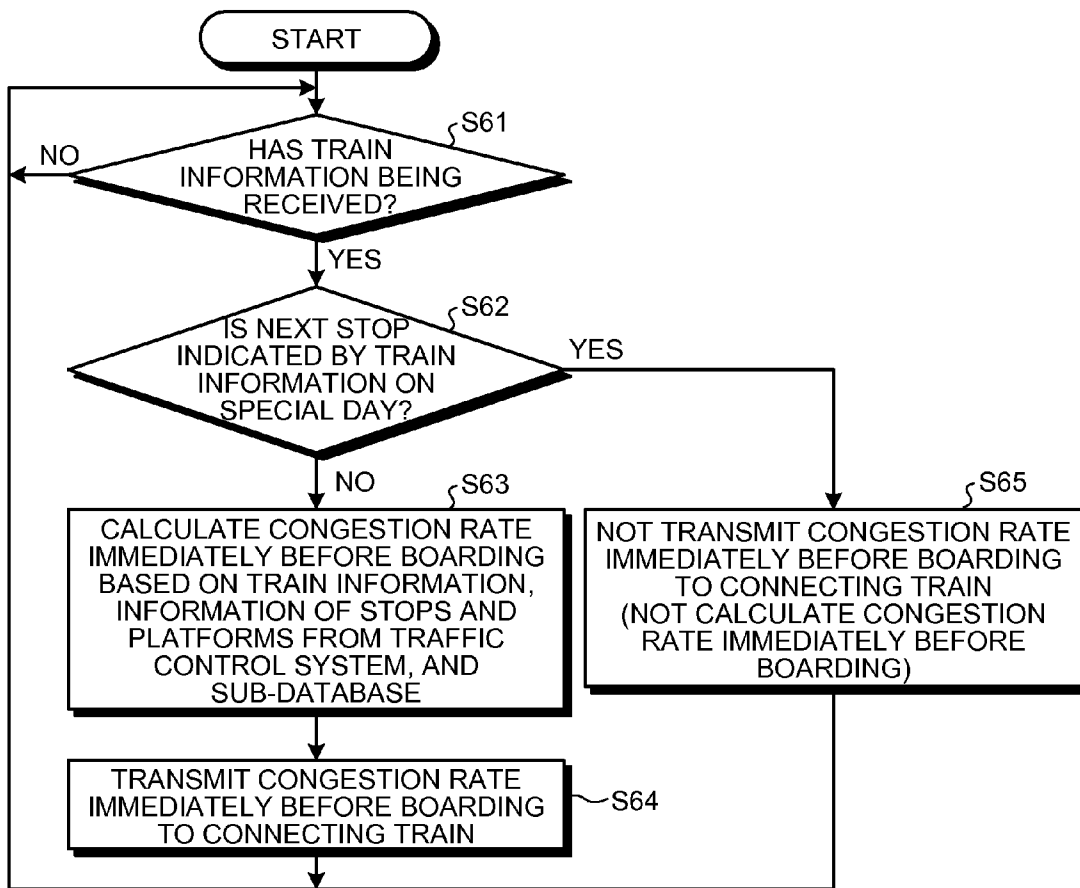 START
S61
NO
HAS TRAIN
INFORMATION BEING
RECEIVED?
YES
S62
IS NEXT STOP
INDICATED BY TRAIN
INFORMATION ON
SPECIAL DAY?
YES
NO
S63
CALCULATE CONGESTION RATE
IMMEDIATELY BEFORE BOARDING
BASED ON TRAIN INFORMATION,
INFORMATION OF STOPS AND
PLATFORMS FROM TRAFFIC
CONTROL SYSTEM, AND
SUB-DATABASE
S65
NOT TRANSMIT CONGESTION RATE
IMMEDIATELY BEFORE BOARDING
TO CONNECTING TRAIN
(NOT CALCULATE CONGESTION
RATE IMMEDIATELY BEFORE
BOARDING)
TRANSMIT CONGESTION RATE
IMMEDIATELY BEFORE BOARDING
TO CONNECTING TRAIN
S64